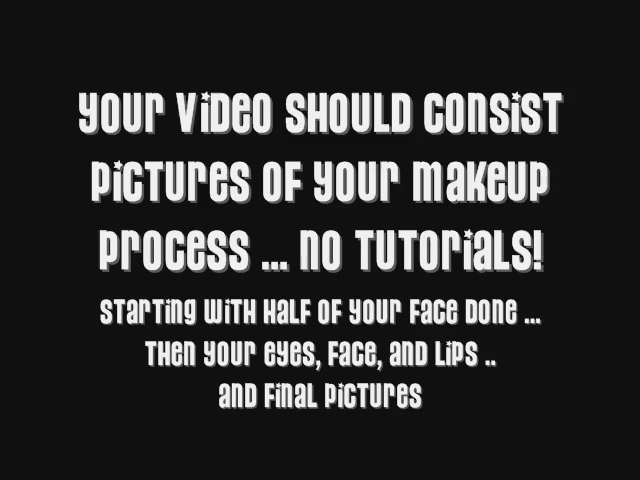 Your Video should consist
pictures of your makeup
process ... no tutorials!
starting with half of your face done ...
then your eyes, face, and lips ..
and final pictures